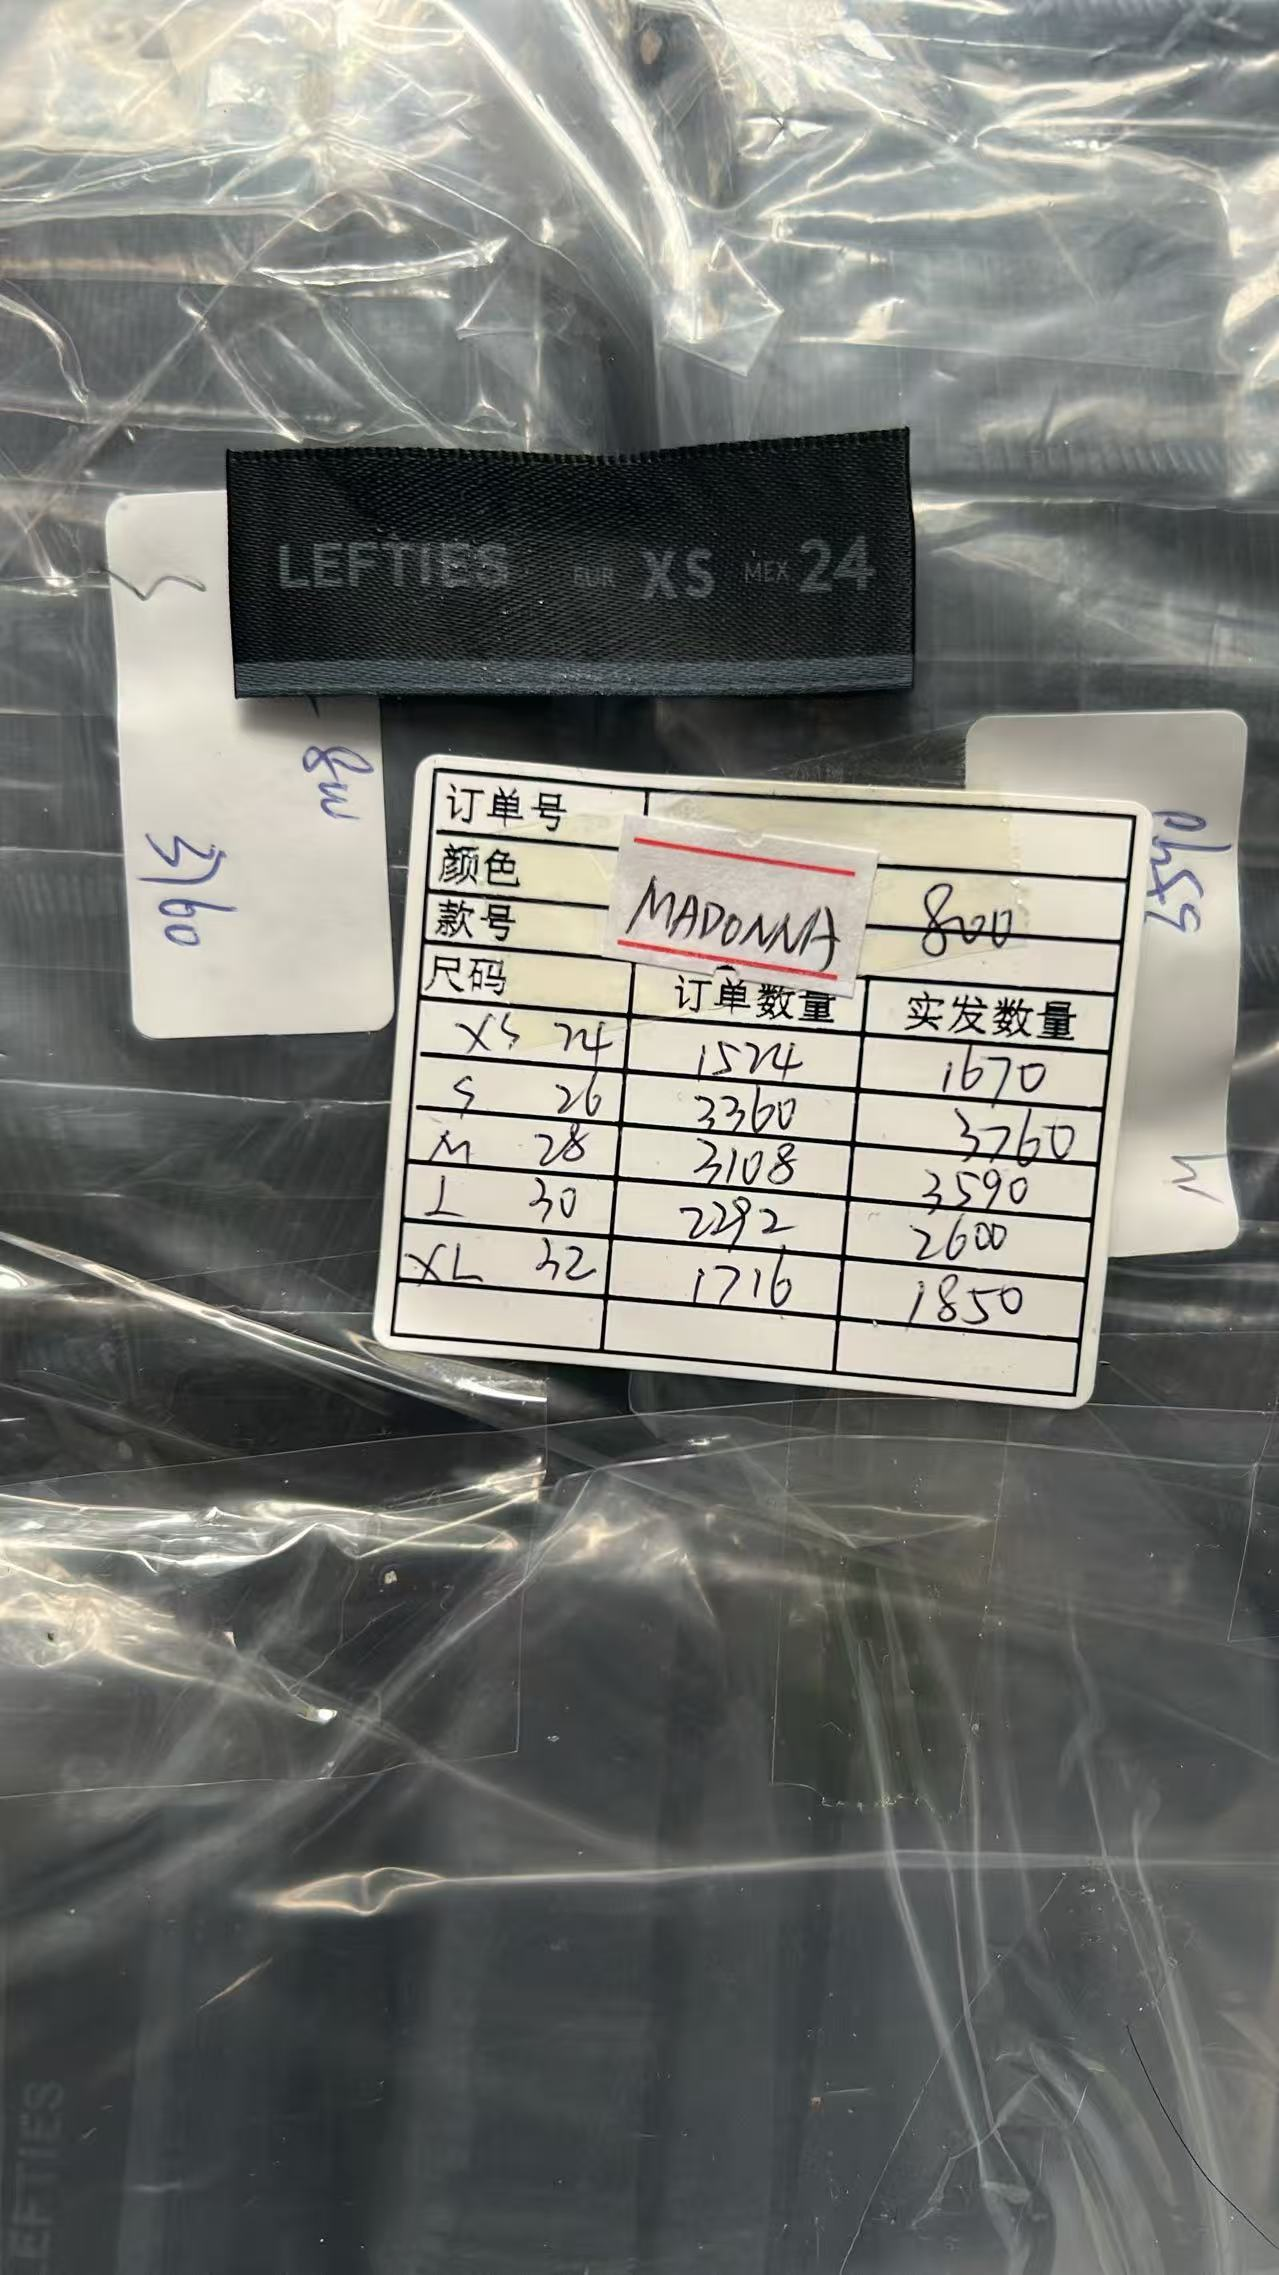 LEFTIES EUR XS MEX 24
800
3760
订单号
颜色
MADONNA 800
款号
尺码 订单数量 实发数量
XS 24 1524 1670
S 26 3360 3760
M 28 3108 3590
L 30 2292 2600
XL 32 1716 1850
M
LEFTIES